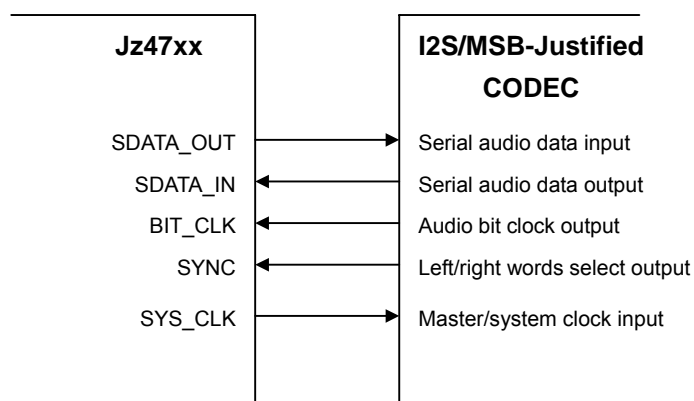 Jz47xx
I2S/MSB-Justified
CODEC
SDATA_OUT
Serial audio data input
SDATA_IN
Serial audio data output
BIT_CLK
Audio bit clock output
SYNC
Left/right words select output
SYS_CLK
Master/system clock input